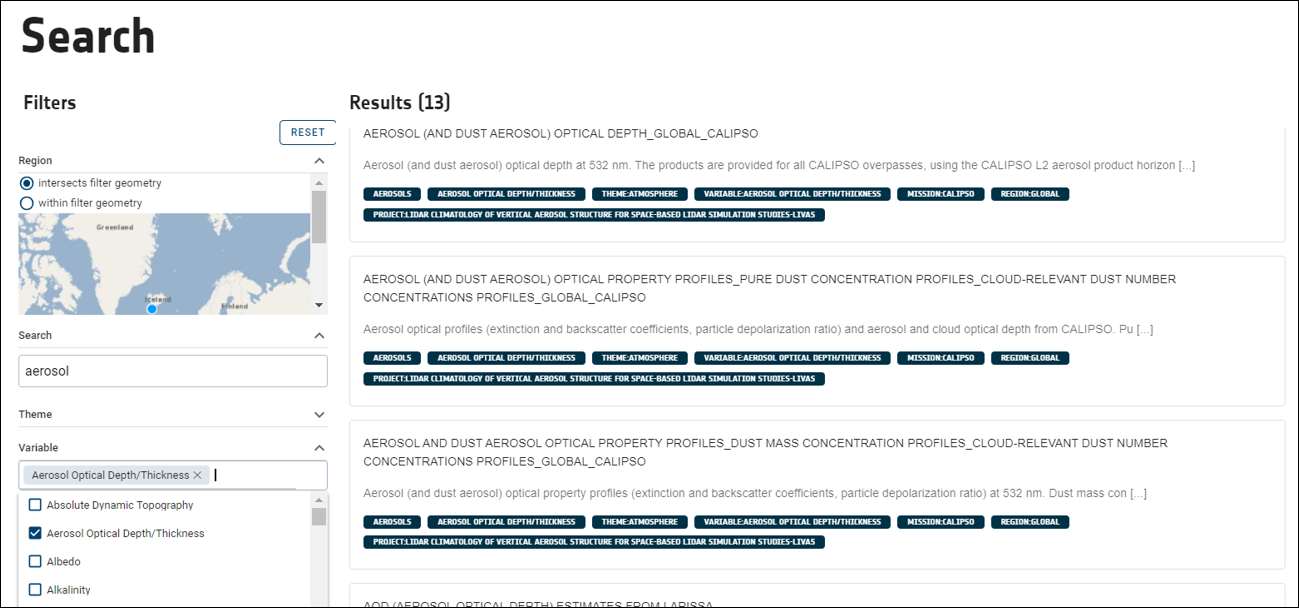 Search
Filters
RESET
Region
intersects filter geometry
within filter geometry
Greenland
Iceland
Finland
Search
aerosol
Theme
Variable
Aerosol Optical Depth/Thickness
Absolute Dynamic Topography
Aerosol Optical Depth/Thickness
Albedo
Alkalinity
Results (13)
AEROSOL (AND DUST AEROSOL) OPTICAL DEPTH_GLOBAL_CALIPSO
Aerosol (and dust aerosol) optical depth at 532 nm. The products are provided for all CALIPSO overpasses, using the CALIPSO L2 aerosol product horizon [...]
AEROSOLS AEROSOL OPTICAL DEPTH/THICKNESS THEME:ATMOSPHERE VARIABLE:AEROSOL OPTICAL DEPTH/THICKNESS MISSION:CALIPSO REGION:GLOBAL
PROJECT:LIDAR CLIMATOLOGY OF VERTICAL AEROSOL STRUCTURE FOR SPACE-BASED LIDAR SIMULATION STUDIES-LIVAS
AEROSOL (AND DUST AEROSOL) OPTICAL PROPERTY PROFILES_PURE DUST CONCENTRATION PROFILES_CLOUD-RELEVANT DUST NUMBER
CONCENTRATIONS PROFILES_GLOBAL_CALIPSO
Aerosol optical profiles (extinction and backscatter coefficients, particle depolarization ratio) and aerosol and cloud optical depth from CALIPSO. Pu [...]
AEROSOLS AEROSOL OPTICAL DEPTH/THICKNESS THEME:ATMOSPHERE VARIABLE:AEROSOL OPTICAL DEPTH/THICKNESS MISSION:CALIPSO REGION:GLOBAL
PROJECT:LIDAR CLIMATOLOGY OF VERTICAL AEROSOL STRUCTURE FOR SPACE-BASED LIDAR SIMULATION STUDIES-LIVAS
AEROSOL AND DUST AEROSOL OPTICAL PROPERTY PROFILES_DUST MASS CONCENTRATION PROFILES_CLOUD-RELEVANT DUST NUMBER
CONCENTRATIONS PROFILES_GLOBAL_CALIPSO
Aerosol (and dust aerosol) optical property profiles (extinction and backscatter coefficients, particle depolarization ratio) at 532 nm. Dust mass con [...]
AEROSOLS AEROSOL OPTICAL DEPTH/THICKNESS THEME:ATMOSPHERE VARIABLE:AEROSOL OPTICAL DEPTH/THICKNESS MISSION:CALIPSO REGION:GLOBAL
PROJECT:LIDAR CLIMATOLOGY OF VERTICAL AEROSOL STRUCTURE FOR SPACE-BASED LIDAR SIMULATION STUDIES-LIVAS
AOD (AEROSOL OPTICAL DEPTH) ESTIMATES FROM LARISSA